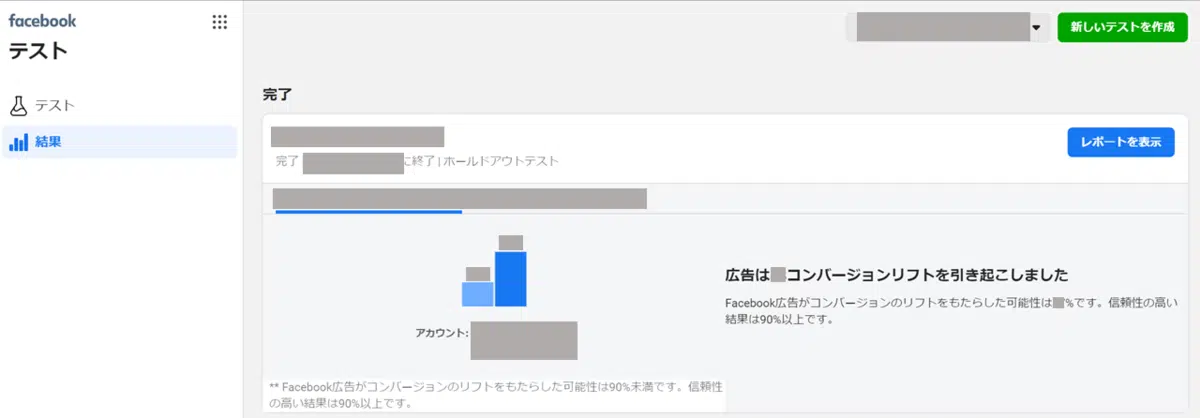 facebook
テスト
テスト
結果
新しいテストを作成
完了
完了
に終了 | ホールドアウトテスト
レポートを表示
広告は
コンバージョンリフトを引き起こしました
Facebook広告がコンバージョンのリフトをもたらした可能性は
%です。信頼性の高い
結果は90%以上です。
アカウント:
** Facebook広告がコンバージョンのリフトをもたらした可能性は90%未満です。信頼性
の高い結果は90%以上です。